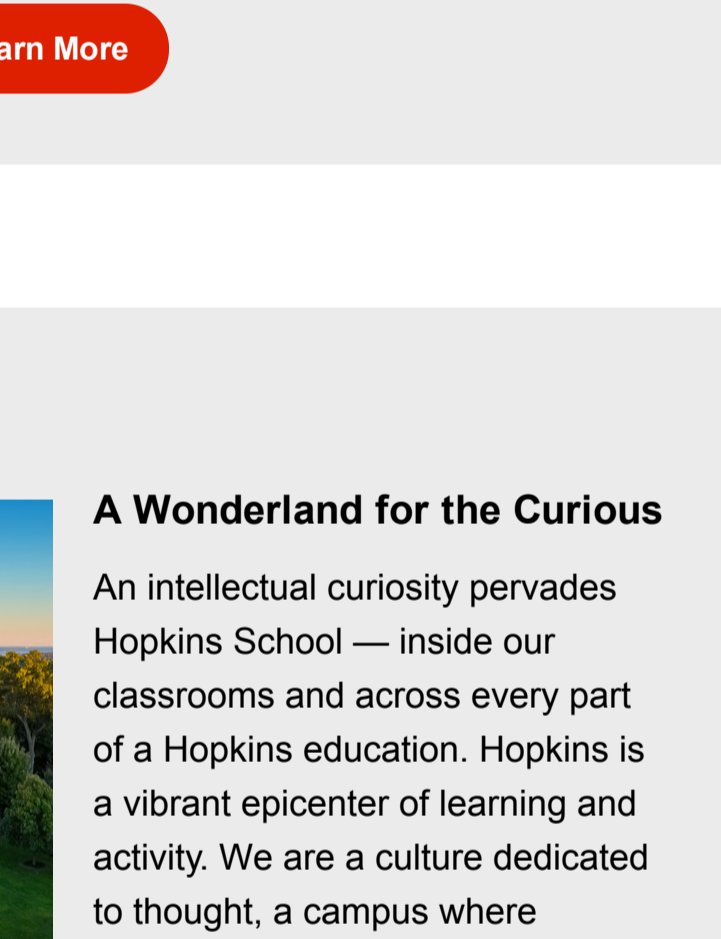 arn More
A Wonderland for the Curious
An intellectual curiosity pervades
Hopkins School — inside our
classrooms and across every part
of a Hopkins education. Hopkins is
a vibrant epicenter of learning and
activity. We are a culture dedicated
to thought, a campus where